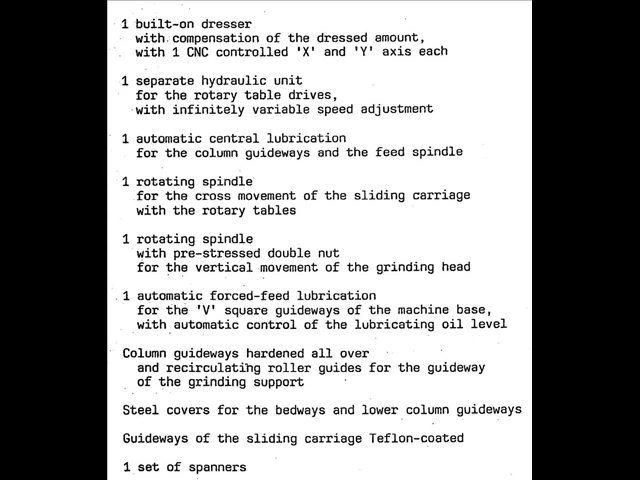 1 built-on dresser
with compensation of the dressed amount,
with 1 CNC controlled 'X' and 'Y' axis each
1 separate hydraulic unit
for the rotary table drives,
with infinitely variable speed adjustment
1 automatic central lubrication
for the column guideways and the feed spindle
1 rotating spindle
for the cross movement of the sliding carriage
with the rotary tables
1 rotating spindle
with pre-stressed double nut
for the vertical movement of the grinding head
1 automatic forced-feed lubrication
for the 'V' square guideways of the machine base,
with automatic control of the lubricating oil level
Column guideways hardened all over
and recirculating roller guides for the guideway
of the grinding support
Steel covers for the bedways and lower column guideways
Guideways of the sliding carriage Teflon-coated
1 set of spanners